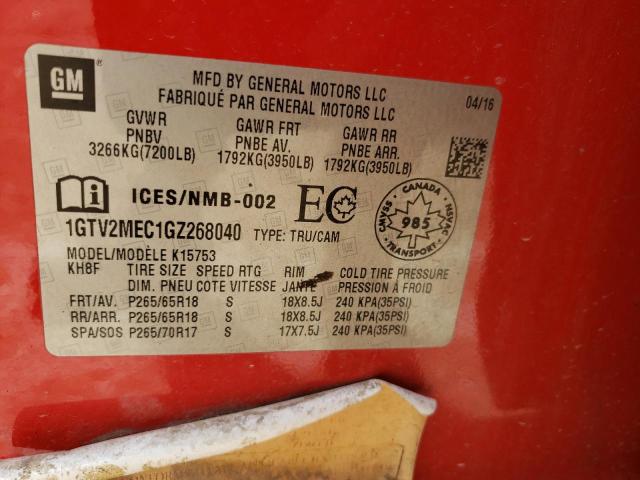 GM
MFD BY GENERAL MOTORS LLC
FABRIQUÉ PAR GENERAL MOTORS LLC
04/16
GVWR GAWR FRT GAWR RR
PNBV PNBE AV. PNBE ARR.
3266KG(7200LB) 1792KG(3950LB) 1792KG(3950LB)
i ICES/NMB-002 EC
CANADA
CMVSS 985 NSVAC
TRANSPORT
1GTV2MEC1GZ268040 TYPE: TRU/CAM
MODEL/MODÈLE K15753
KH8F TIRE SIZE SPEED RTG RIM COLD TIRE PRESSURE
DIM. PNEU COTE VITESSE JANTE PRESSION À FROID
FRT/AV. P265/65R18 S 18X8.5J 240 KPA(35PSI)
RR/ARR. P265/65R18 S 18X8.5J 240 KPA(35PSI)
SPA/SOS P265/70R17 S 17X7.5J 240 KPA(35PSI)